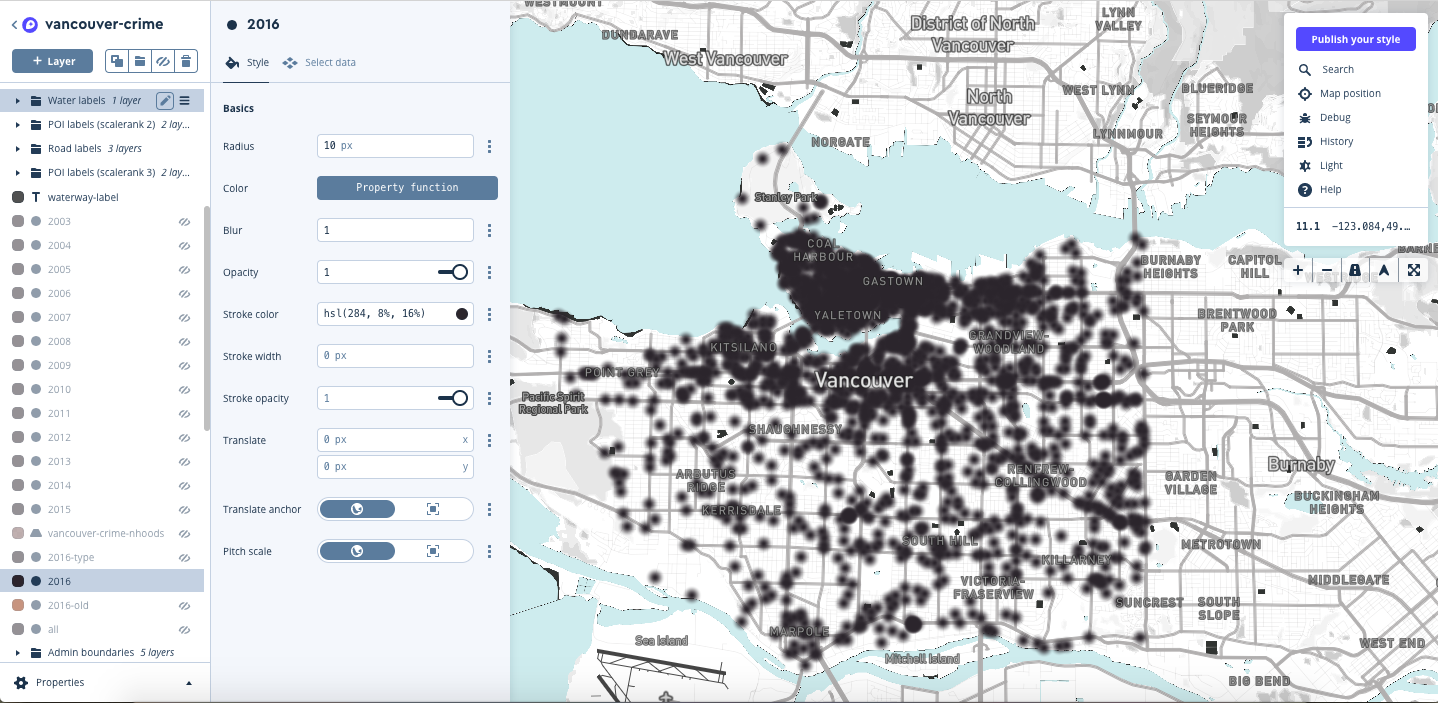 vancouver-crime
+ Layer
Water labels 1 layer
POI labels (scalerank 2) 2 lay...
Road labels 3 layers
POI labels (scalerank 3) 2 lay...
T waterway-label
2003
2004
2005
2006
2007
2008
2009
2010
2011
2012
2013
2014
2015
vancouver-crime-nhoods
2016-type
2016
2016-old
all
Admin boundaries 5 layers
Properties
2016
Style
Select data
Basics
Radius
10 px
Color
Property function
Blur
1
Opacity
1
Stroke color
hsl(284, 8%, 16%)
Stroke width
0 px
Stroke opacity
1
Translate
0 px x
0 px y
Translate anchor
Pitch scale
WESTMOUNT
DUNDARAVE
West Vancouver
District of North
Vancouver
LYNN
VALLEY
WEST LYNN
BLUERIDGE
North
Vancouver
SEYMOUR
HEIGHTS
LYNNMOUR
NORGATE
Stanley Park
COAL
HARBOUR
GASTOWN
YALETOWN
BURNABY
HEIGHTS
CAPITOL
HILL
BRENTWOOD
PARK
GRANDVIEW-
WOODLAND
KITSILANO
POINT GREY
Vancouver
Pacific Spirit
Regional Park
SHAUGHNESSY
ARBUTUS
RIDGE
RENFREW-
COLLINGWOOD
Burnaby
GARDEN
VILLAGE
BUCKINGHAM
HEIGHTS
KERRISDALE
SOUTH HILL
METROTOWN
KILLARNEY
VICTORIA-
FRASERVIEW
MIDDLEGATE
SUNCREST
SOUTH
SLOPE
MARPOLE
Sea Island
Mitchell Island
WEST END
BIG BEND
Publish your style
Search
Map position
Debug
History
Light
? Help
11.1 -123.084,49...
+
−